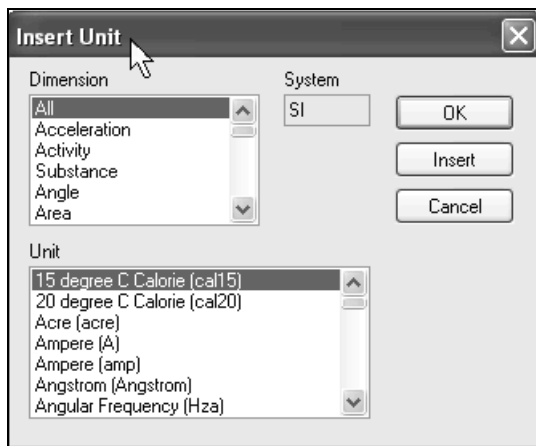 Insert Unit
Dimension
All
Acceleration
Activity
Substance
Angle
Area
System
SI
OK
Insert
Cancel
Unit
15 degree C Calorie (cal15)
20 degree C Calorie (cal20)
Acre (acre)
Ampere (A)
Ampere (amp)
Angstrom (Angstrom)
Angular Frequency (Hza)